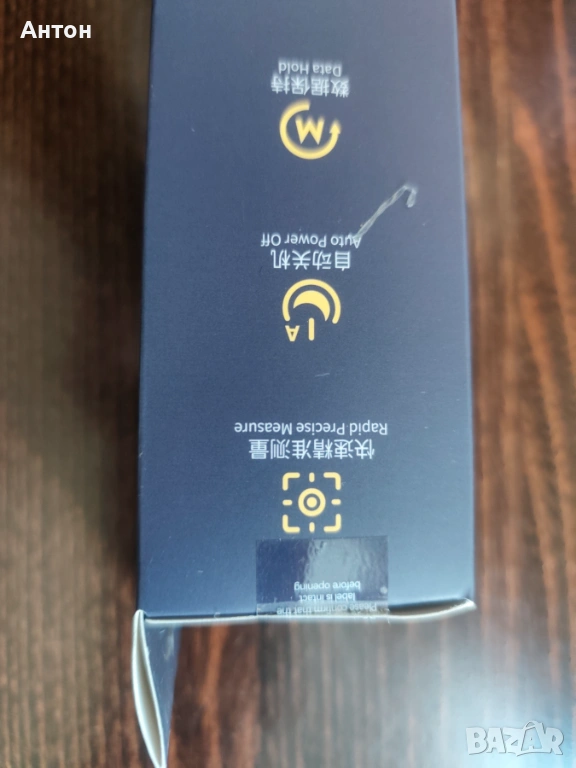 Антон
快速精准测量
Rapid Precise Measure
A
自动关机
Auto Power Off
M
数据保持
Data Hold
Please confirm that the
label is intact
before opening
BAZAR